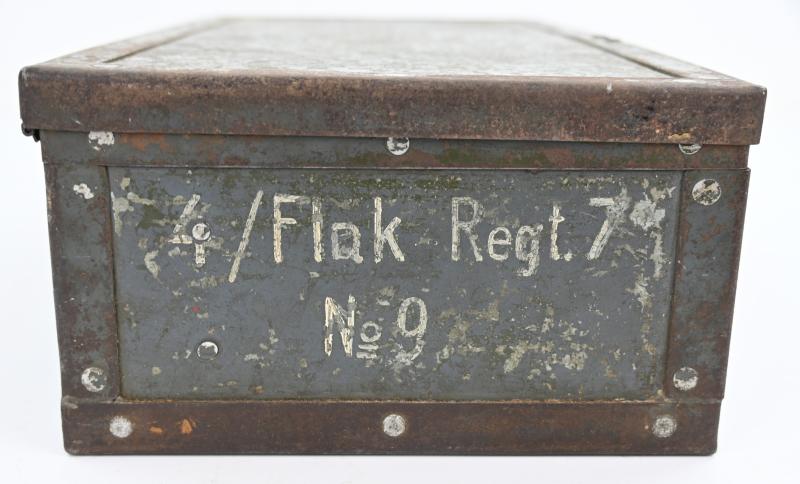 4/Flak Regt. 7
No 9